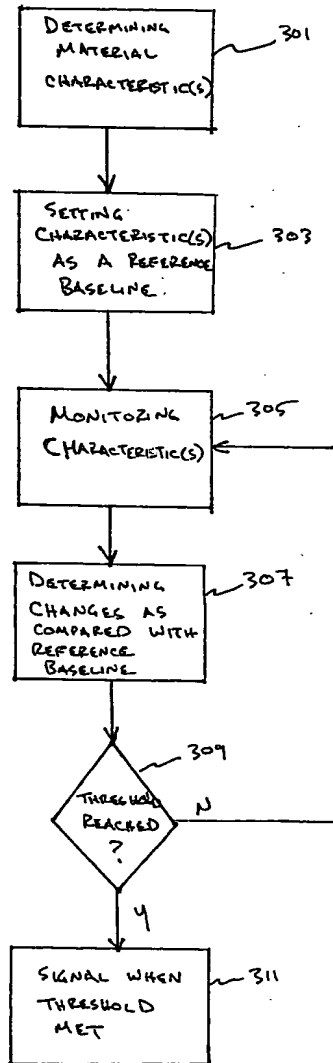 DETERMINING
MATERIAL
CHARACTERISTIC(S)
301
SETTING
CHARACTERISTIC(S)
AS A REFERENCE
BASELINE.
303
MONITORING
CHARACTERISTIC(S)
305
DETERMINING
CHANGES AS
COMPARED WITH
REFERENCE
BASELINE
307
309
THRESHOLD
REACHED
?
N
Y
SIGNAL WHEN
THRESHOLD
MET
311